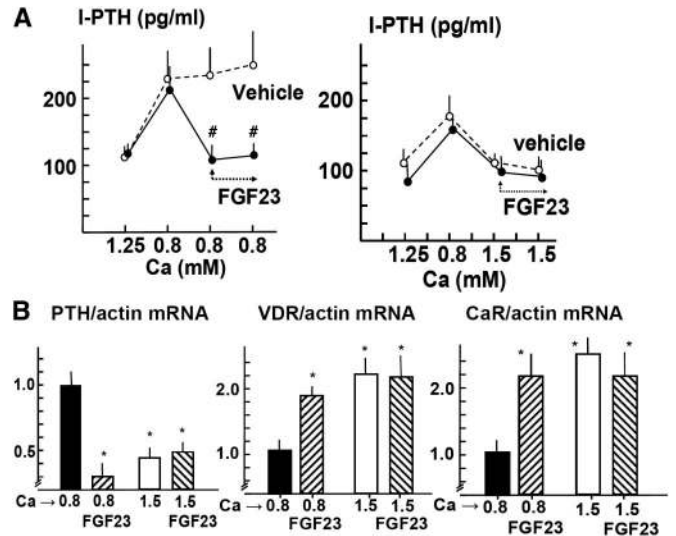 A
I-PTH (pg/ml)
200
100
Vehicle
# #
FGF23
1.25 0.8 0.8 0.8
Ca (mM)
I-PTH (pg/ml)
200
100
vehicle
FGF23
1.25 0.8 1.5 1.5
Ca (mM)
B
PTH/actin mRNA
1.0
0.5
* * *
Ca → 0.8 0.8 1.5 1.5
FGF23 FGF23
VDR/actin mRNA
2.0
1.0
* * *
0.8 0.8 1.5 1.5
FGF23 FGF23
CaR/actin mRNA
2.0
1.0
* * *
Ca → 0.8 0.8 1.5 1.5
FGF23 FGF23